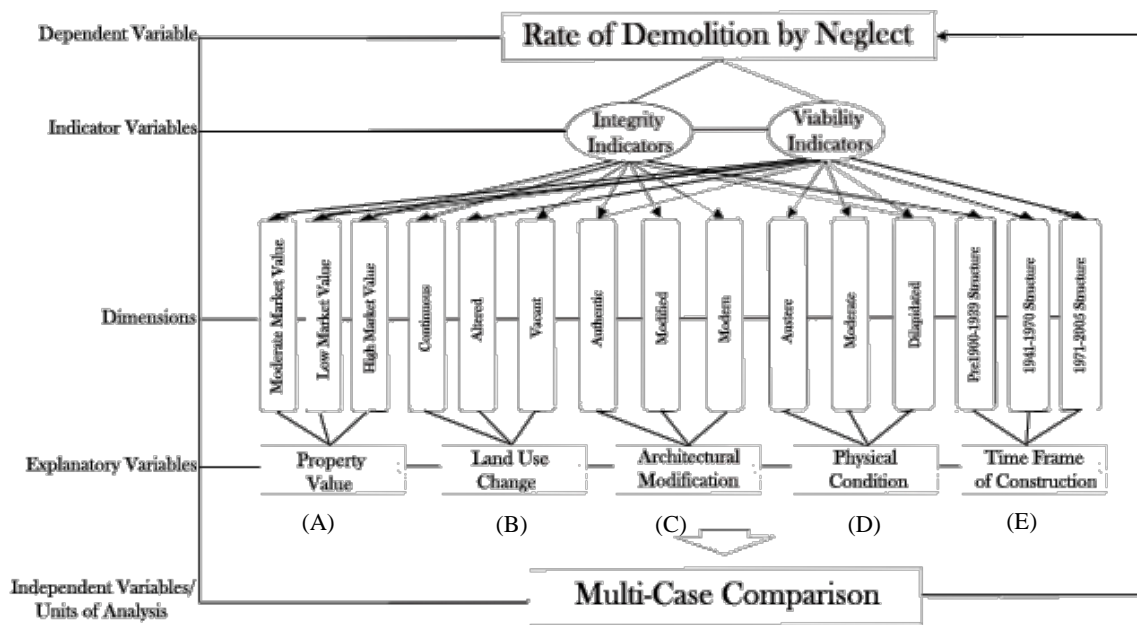 Dependent Variable
Rate of Demolition by Neglect
Indicator Variables
Integrity
Indicators
Viability
Indicators
Dimensions
Moderate Market Value
Low Market Value
High Market Value
Continuous
Altered
Vacant
Authentic
Modified
Modern
Austere
Moderate
Dilapidated
Pre1900-1939 Structure
1941-1970 Structure
1971-2005 Structure
Explanatory Variables
Property
Value
Land Use
Change
Architectural
Modification
Physical
Condition
Time Frame
of Construction
(A)
(B)
(C)
(D)
(E)
Independent Variables/
Units of Analysis
Multi-Case Comparison